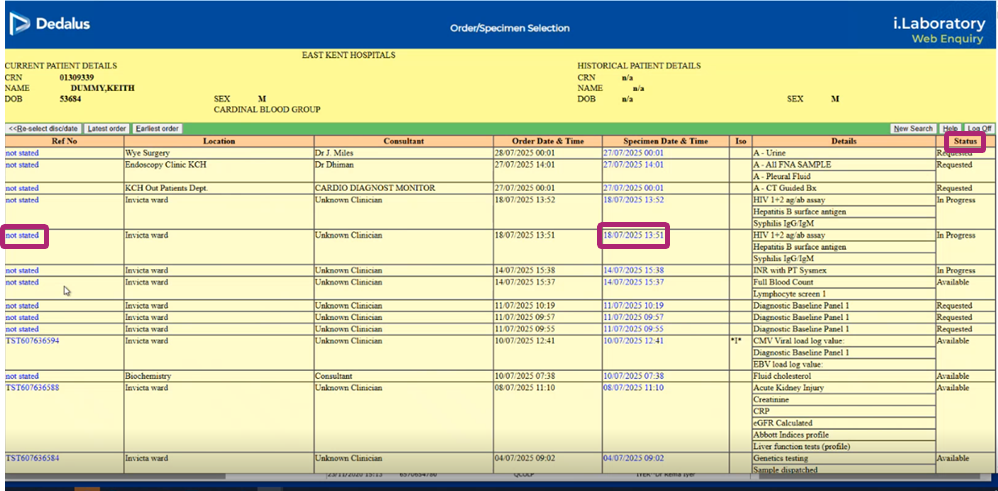 Dedalus
Order/Specimen Selection
i.Laboratory
Web Enquiry
EAST KENT HOSPITALS
CURRENT PATIENT DETAILS HISTORICAL PATIENT DETAILS
CRN 01309339 CRN n/a
NAME DUMMY,KEITH NAME n/a
DOB 53684 SEX M DOB n/a SEX M
CARDINAL BLOOD GROUP
<<Re-select disc/date Latest order Earliest order New Search Help Log Off
Ref No Location Consultant Order Date & Time Specimen Date & Time Iso Details Status
not stated Wye Surgery Dr J. Miles 28/07/2025 00:01 27/07/2025 00:01 A - Urine Requested
not stated Endoscopy Clinic KCH Dr Dhiman 27/07/2025 14:01 27/07/2025 14:01 A - All FNA SAMPLE Requested
A - Pleural Fluid
not stated KCH Out Patients Dept. CARDIO DIAGNOST MONITOR 27/07/2025 00:01 27/07/2025 00:01 A - CT Guided Bx Requested
not stated Invicta ward Unknown Clinician 18/07/2025 13:52 18/07/2025 13:52 HIV 1+2 ag/ab assay In Progress
Hepatitis B surface antigen
Syphilis IgG/IgM
not stated Invicta ward Unknown Clinician 18/07/2025 13:51 18/07/2025 13:51 HIV 1+2 ag/ab assay In Progress
Hepatitis B surface antigen
Syphilis IgG/IgM
not stated Invicta ward Unknown Clinician 14/07/2025 15:38 14/07/2025 15:38 INR with PT Sysmex In Progress
not stated Invicta ward Unknown Clinician 14/07/2025 15:37 14/07/2025 15:37 Full Blood Count Available
Lymphocyte screen 1
not stated Invicta ward Unknown Clinician 11/07/2025 10:19 11/07/2025 10:19 Diagnostic Baseline Panel 1 Requested
not stated Invicta ward Unknown Clinician 11/07/2025 09:57 11/07/2025 09:57 Diagnostic Baseline Panel 1 Requested
not stated Invicta ward Unknown Clinician 11/07/2025 09:55 11/07/2025 09:55 Diagnostic Baseline Panel 1 Requested
TST607636594 Invicta ward Unknown Clinician 10/07/2025 12:41 10/07/2025 12:41 *I* CMV Viral load log value: Available
Diagnostic Baseline Panel 1
EBV load log value:
not stated Biochemistry Consultant 10/07/2025 07:38 10/07/2025 07:38 Fluid cholesterol Available
TST607636588 Invicta ward Unknown Clinician 08/07/2025 11:10 08/07/2025 11:10 Acute Kidney Injury Available
Creatinine
CRP
eGFR Calculated
Abbott Indices profile
Liver function tests (profile)
TST607636584 Invicta ward Unknown Clinician 04/07/2025 09:02 04/07/2025 09:02 Genetics testing Available
Sample dispatched